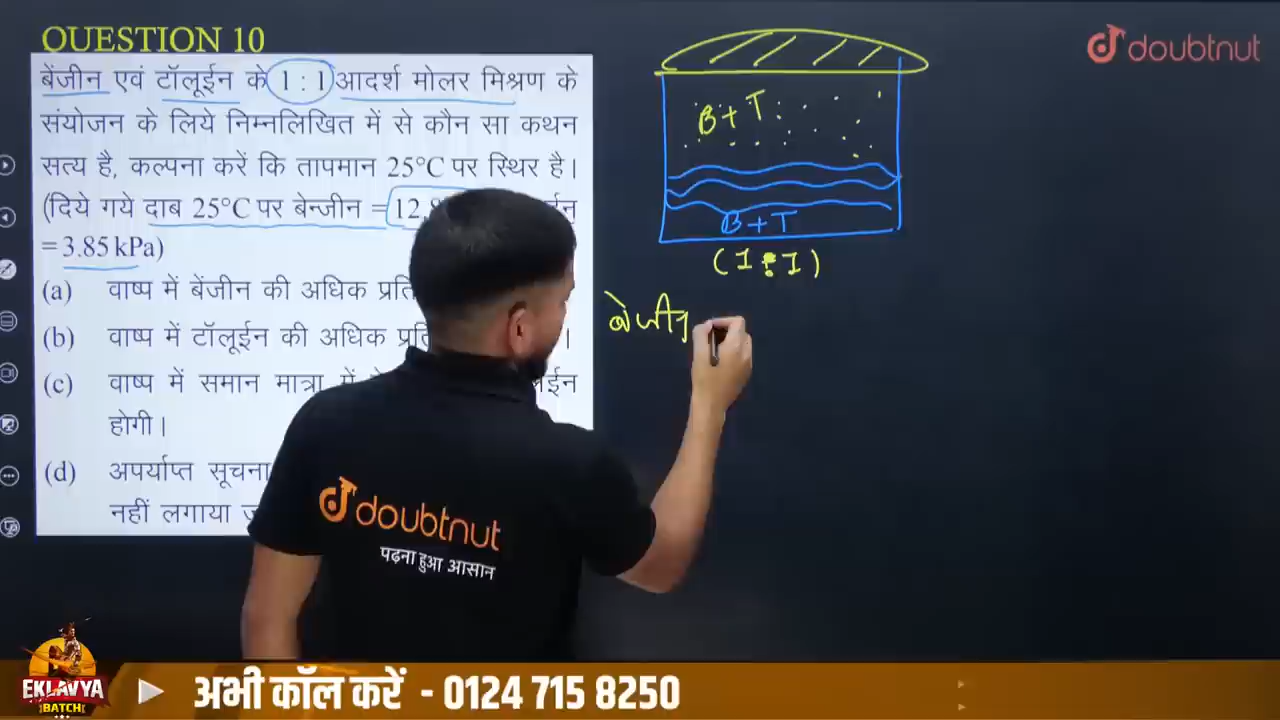 QUESTION 10
doubtnut
बेंजीन एवं टॉलूईन के 1 : 1 आदर्श मोलर मिश्रण के
संयोजन के लिये निम्नलिखित में से कौन सा कथन
सत्य है, कल्पना करें कि तापमान 25°C पर स्थिर है।
(दिये गये दाब 25°C पर बेन्जीन = 12.8
= 3.85 kPa)
(a) वाष्प में बेंजीन की अधिक प्रति
(b) वाष्प में टॉलूईन की अधिक प्रति ।
(c) वाष्प में समान मात्रा में
होगी।
(d) अपर्याप्त सूचना
नहीं लगाया ज
B + T
B + T
(1 : 1)
बेंजीन
doubtnut
पढ़ना हुआ आसान
EKLAVYA
BATCH
अभी कॉल करें - 0124 715 8250